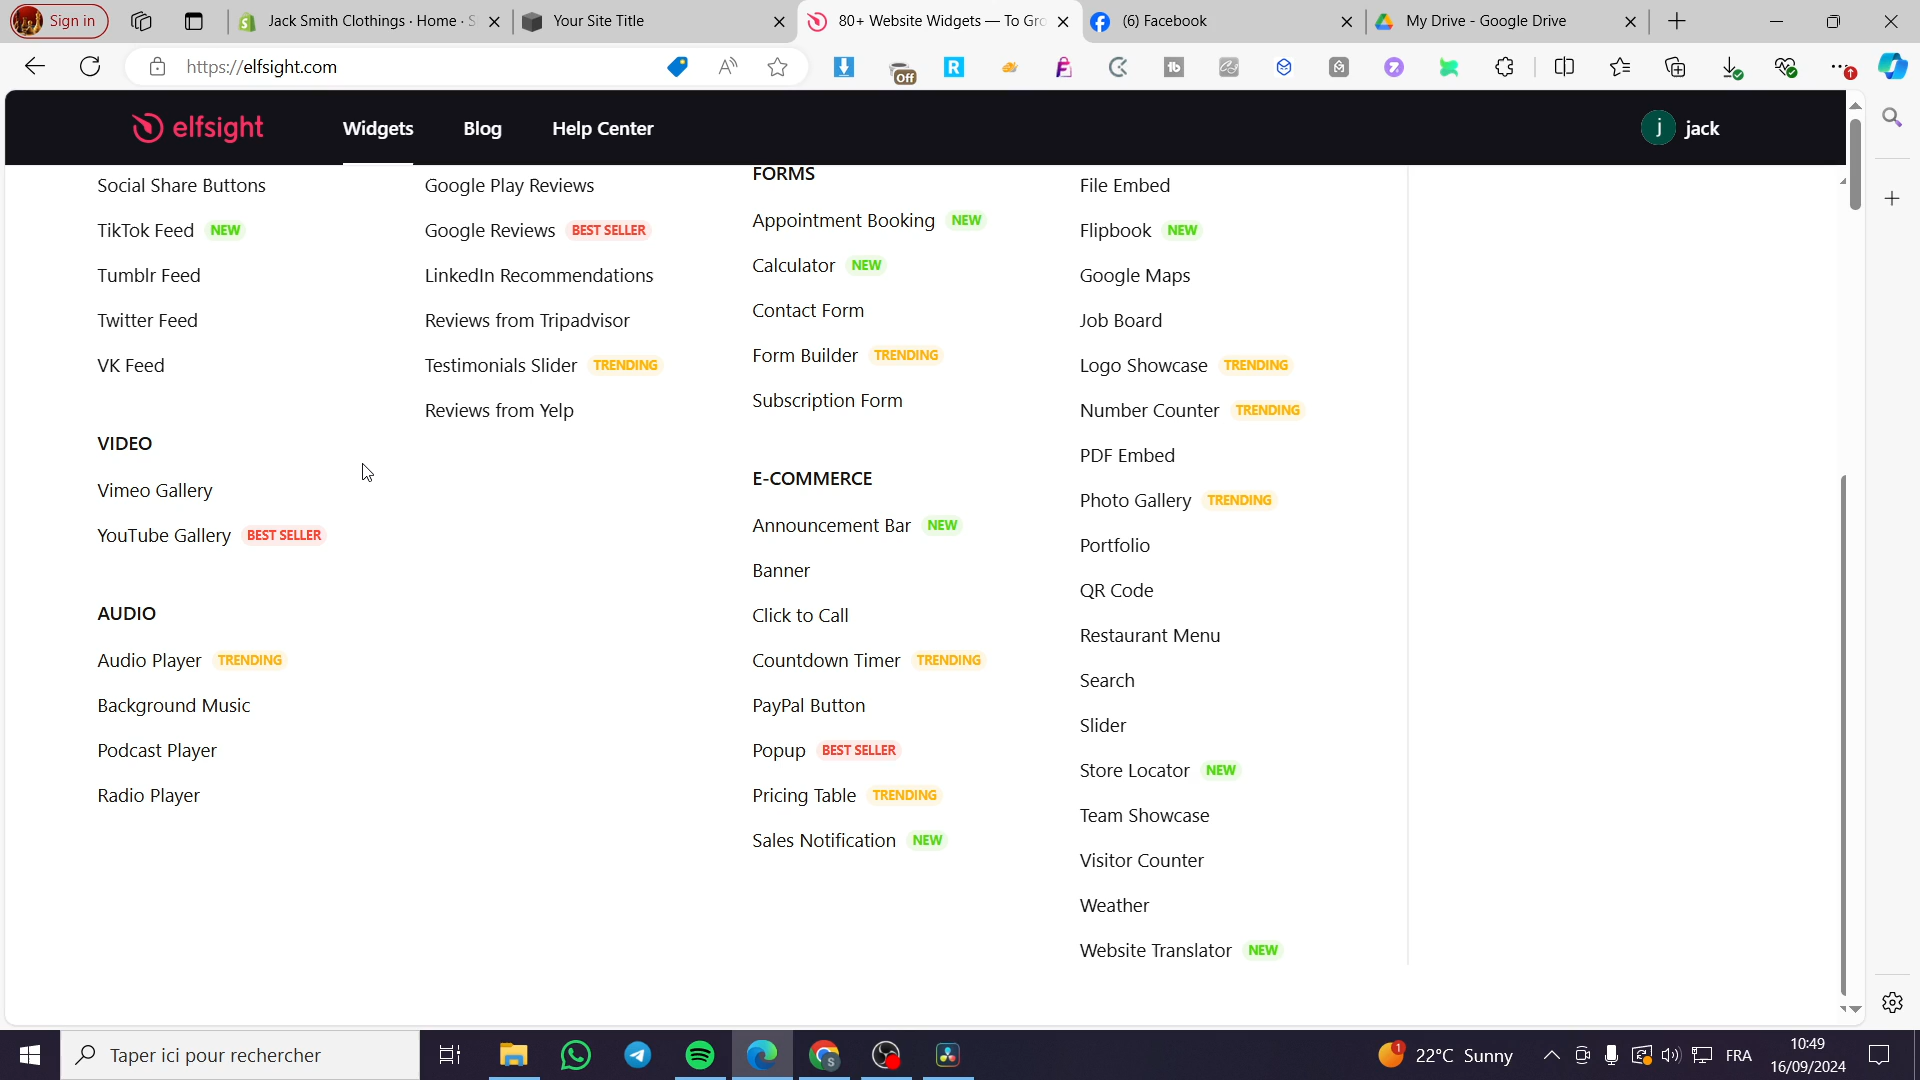 Sign in
Jack Smith Clothings · Home · S
Your Site Title
80+ Website Widgets — To Gro
(6) Facebook
My Drive - Google Drive
https://elfsight.com
Off
elfsight
Widgets
Blog
Help Center
j
jack
Social Share Buttons
TikTok Feed NEW
Tumblr Feed
Twitter Feed
VK Feed
VIDEO
Vimeo Gallery
YouTube Gallery BEST SELLER
AUDIO
Audio Player TRENDING
Background Music
Podcast Player
Radio Player
Google Play Reviews
Google Reviews BEST SELLER
LinkedIn Recommendations
Reviews from Tripadvisor
Testimonials Slider TRENDING
Reviews from Yelp
FORMS
Appointment Booking NEW
Calculator NEW
Contact Form
Form Builder TRENDING
Subscription Form
E-COMMERCE
Announcement Bar NEW
Banner
Click to Call
Countdown Timer TRENDING
PayPal Button
Popup BEST SELLER
Pricing Table TRENDING
Sales Notification NEW
File Embed
Flipbook NEW
Google Maps
Job Board
Logo Showcase TRENDING
Number Counter TRENDING
PDF Embed
Photo Gallery TRENDING
Portfolio
QR Code
Restaurant Menu
Search
Slider
Store Locator NEW
Team Showcase
Visitor Counter
Weather
Website Translator NEW
Taper ici pour rechercher
1
22°C Sunny
FRA
10:49
16/09/2024